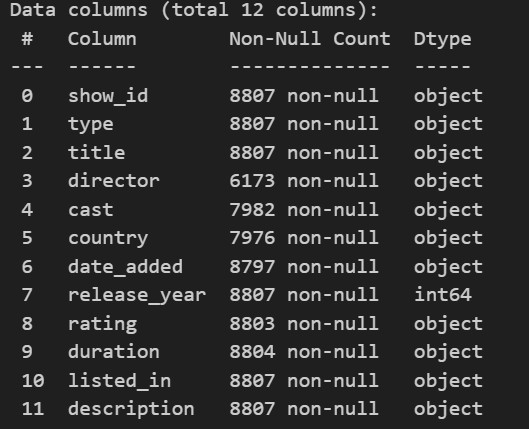 Data columns (total 12 columns):
 #   Column        Non-Null Count  Dtype
---  ------        --------------  -----
 0   show_id       8807 non-null   object
 1   type          8807 non-null   object
 2   title         8807 non-null   object
 3   director      6173 non-null   object
 4   cast          7982 non-null   object
 5   country       7976 non-null   object
 6   date_added    8797 non-null   object
 7   release_year  8807 non-null   int64
 8   rating        8803 non-null   object
 9   duration      8804 non-null   object
 10  listed_in     8807 non-null   object
 11  description   8807 non-null   object